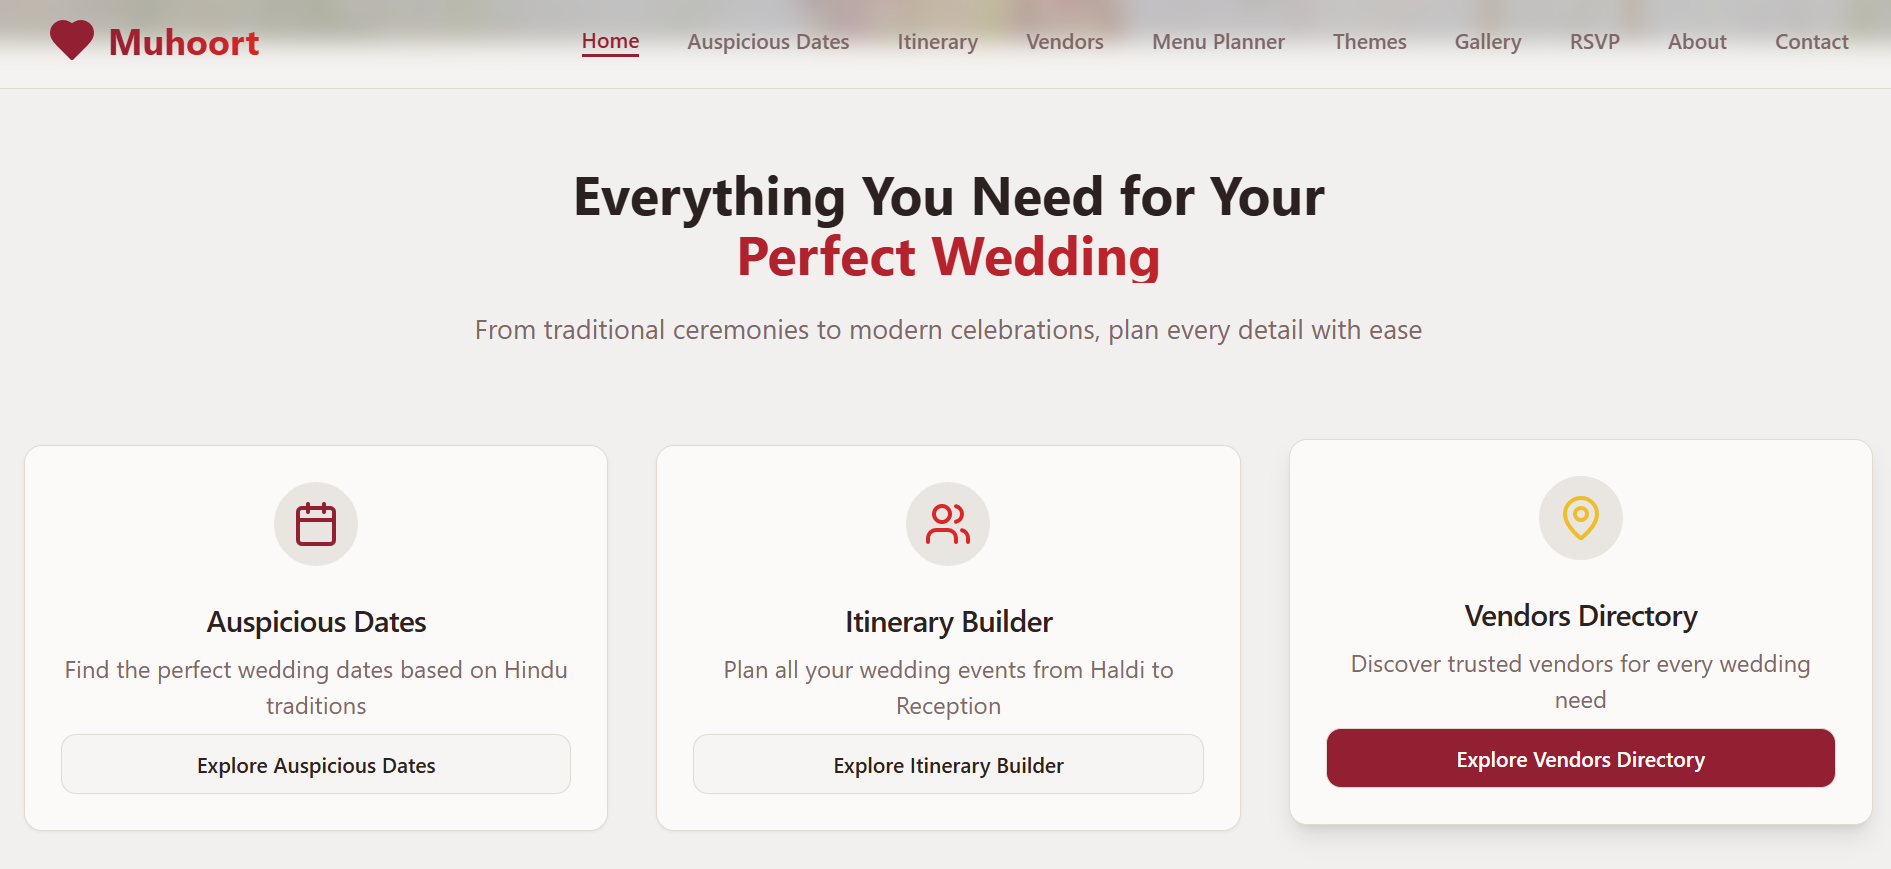 Muhoort
Home
Auspicious Dates
Itinerary
Vendors
Menu Planner
Themes
Gallery
RSVP
About
Contact
Everything You Need for Your
Perfect Wedding
From traditional ceremonies to modern celebrations, plan every detail with ease
Auspicious Dates
Find the perfect wedding dates based on Hindu
traditions
Explore Auspicious Dates
Itinerary Builder
Plan all your wedding events from Haldi to
Reception
Explore Itinerary Builder
Vendors Directory
Discover trusted vendors for every wedding
need
Explore Vendors Directory